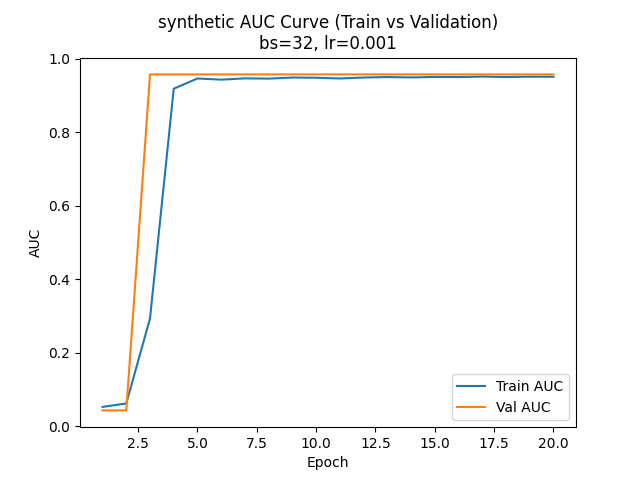 synthetic AUC Curve (Train vs Validation)
bs=32, lr=0.001
1.0
0.8
0.6
0.4
0.2
0.0
AUC
2.5 5.0 7.5 10.0 12.5 15.0 17.5 20.0
Epoch
Train AUC
Val AUC